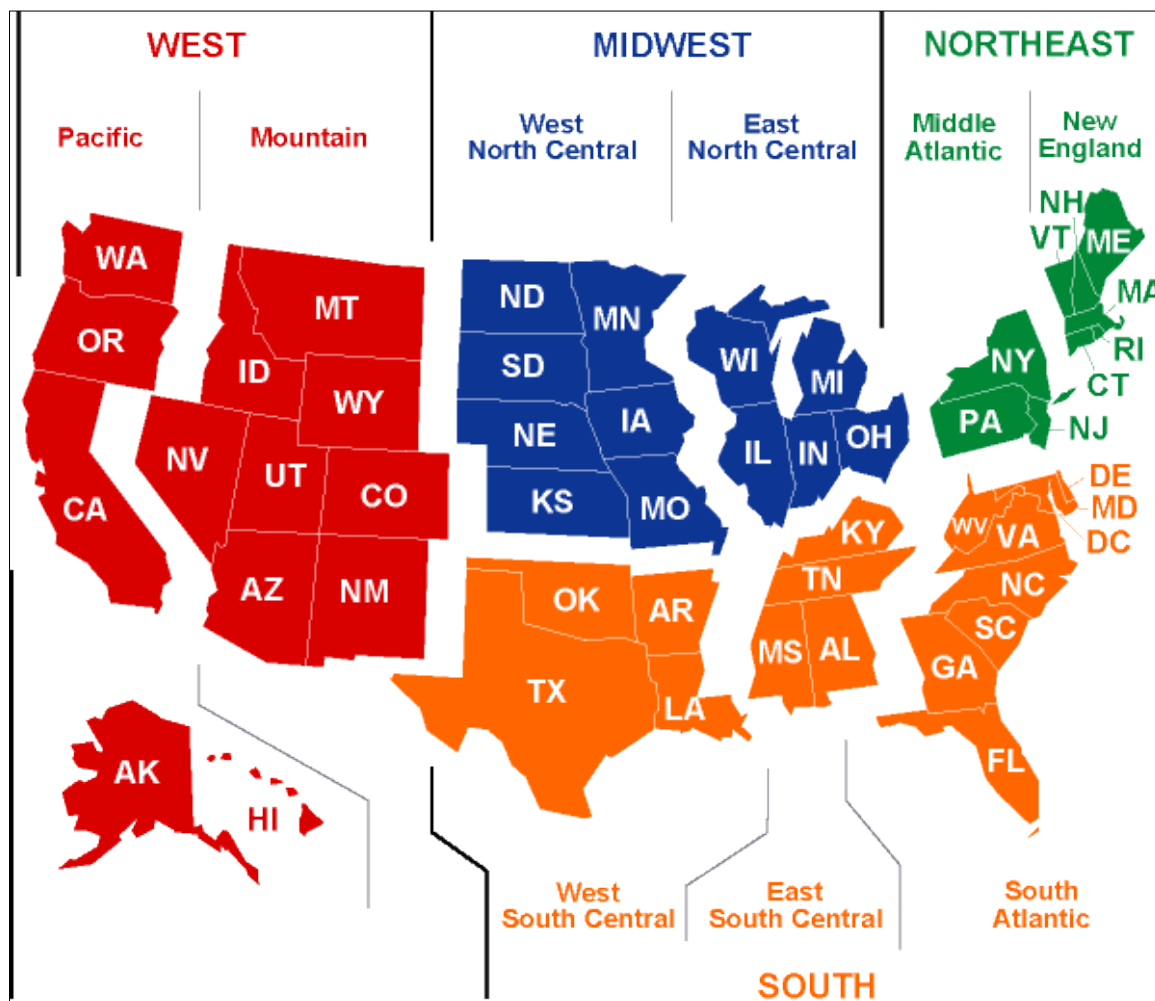 WEST
MIDWEST
NORTHEAST
Pacific
Mountain
West
North Central
East
North Central
Middle
Atlantic
New
England
WA
OR
CA
NV
ID
MT
WY
UT
CO
AZ
NM
AK
HI
ND
SD
NE
KS
MN
IA
MO
WI
MI
IL
IN
OH
NH
VT
ME
MA
RI
CT
NY
PA
NJ
DE
MD
DC
WV
VA
NC
SC
GA
FL
KY
TN
MS
AL
OK
AR
TX
LA
West
South Central
East
South Central
South
Atlantic
SOUTH